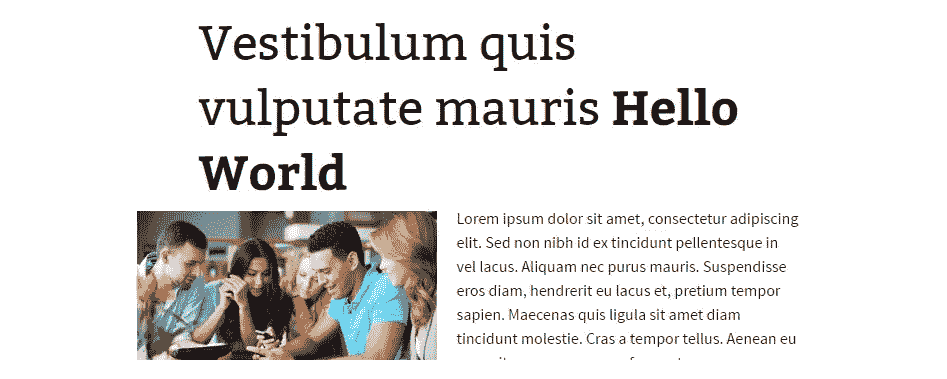 Vestibulum quis
vulputate mauris Hello
World
Lorem ipsum dolor sit amet, consectetur adipiscing
elit. Sed non nibh id ex tincidunt pellentesque in
vel lacus. Aliquam nec purus mauris. Suspendisse
eros diam, hendrerit eu lacus et, pretium tempor
sapien. Maecenas quis ligula sit amet diam
tincidunt molestie. Cras a tempor tellus. Aenean eu